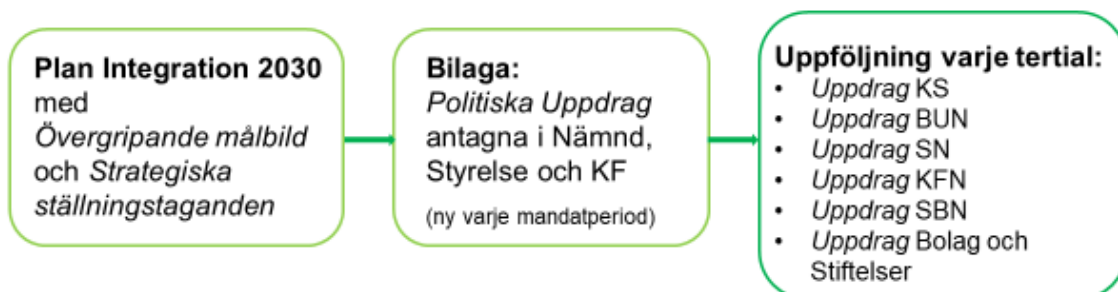 Plan Integration 2030
med
Övergripande målbild
och Strategiska
ställningstaganden
Bilaga:
Politiska Uppdrag
antagna i Nämnd,
Styrelse och KF
(ny varje mandatperiod)
Uppföljning varje tertial:
• Uppdrag KS
• Uppdrag BUN
• Uppdrag SN
• Uppdrag KFN
• Uppdrag SBN
• Uppdrag Bolag och
Stiftelser